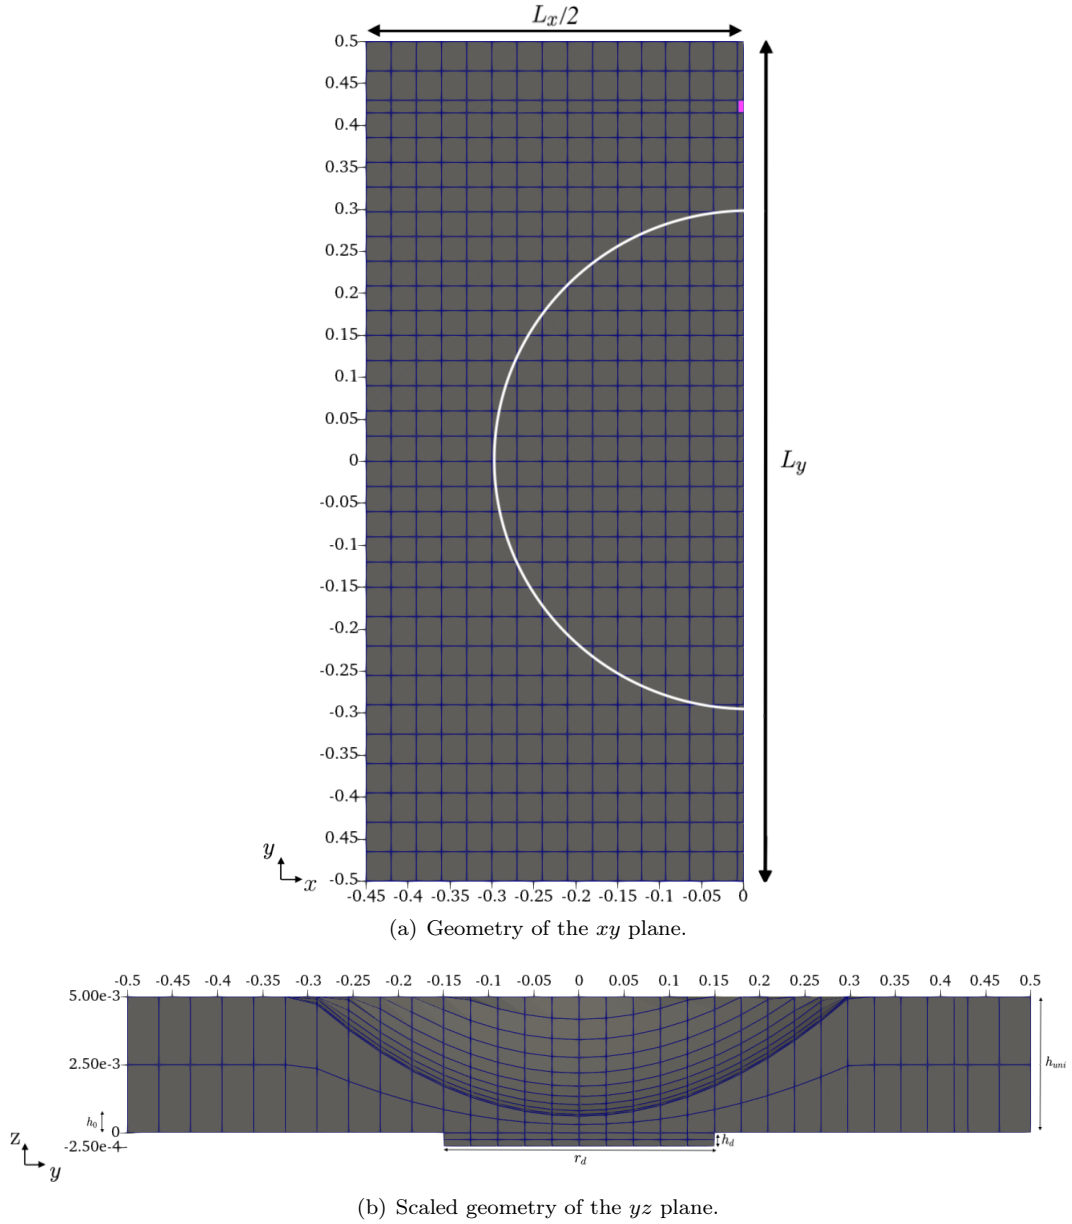 L_x/2
0.5
0.45
0.4
0.35
0.3
0.25
0.2
0.15
0.1
0.05
0
-0.05
-0.1
-0.15
-0.2
-0.25
-0.3
-0.35
-0.4
0.45
-0.5
L_y
y
x
-0.45 -0.4 -0.35 -0.3 -0.25 -0.2 -0.15 -0.1 -0.05 0
(a) Geometry of the xy plane.
-0.5 -0.45 -0.4 -0.35 -0.3 -0.25 -0.2 -0.15 -0.1 -0.05 0 0.05 0.1 0.15 0.2 0.25 0.3 0.35 0.4 0.45 0.5
5.00e-3
2.50e-3
h_uni
h_0
0
-2.50e-4
h_d
r_d
z
y
(b) Scaled geometry of the yz plane.